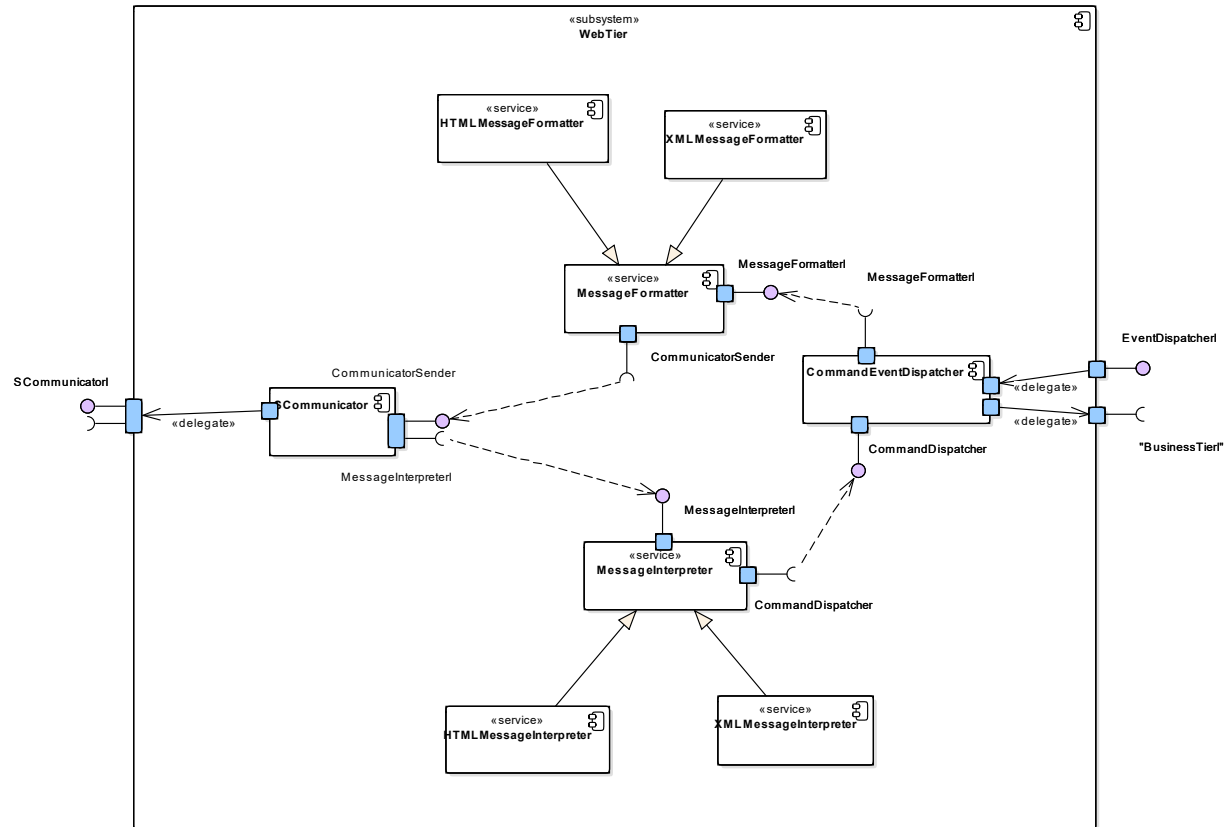 «subsystem»
WebTier
«service»
HTMLMessageFormatter
«service»
XMLMessageFormatter
«service»
MessageFormatter
MessageFormatterI
MessageFormatterI
CommunicatorSender
EventDispatcherI
CommandEventDispatcher
«delegate»
«delegate»
"BusinessTierI"
SCommunicatorI
«delegate»
CommunicatorSender
SCommunicator
MessageInterpreterI
CommandDispatcher
MessageInterpreterI
«service»
MessageInterpreter
CommandDispatcher
«service»
HTMLMessageInterpreter
«service»
XMLMessageInterpreter